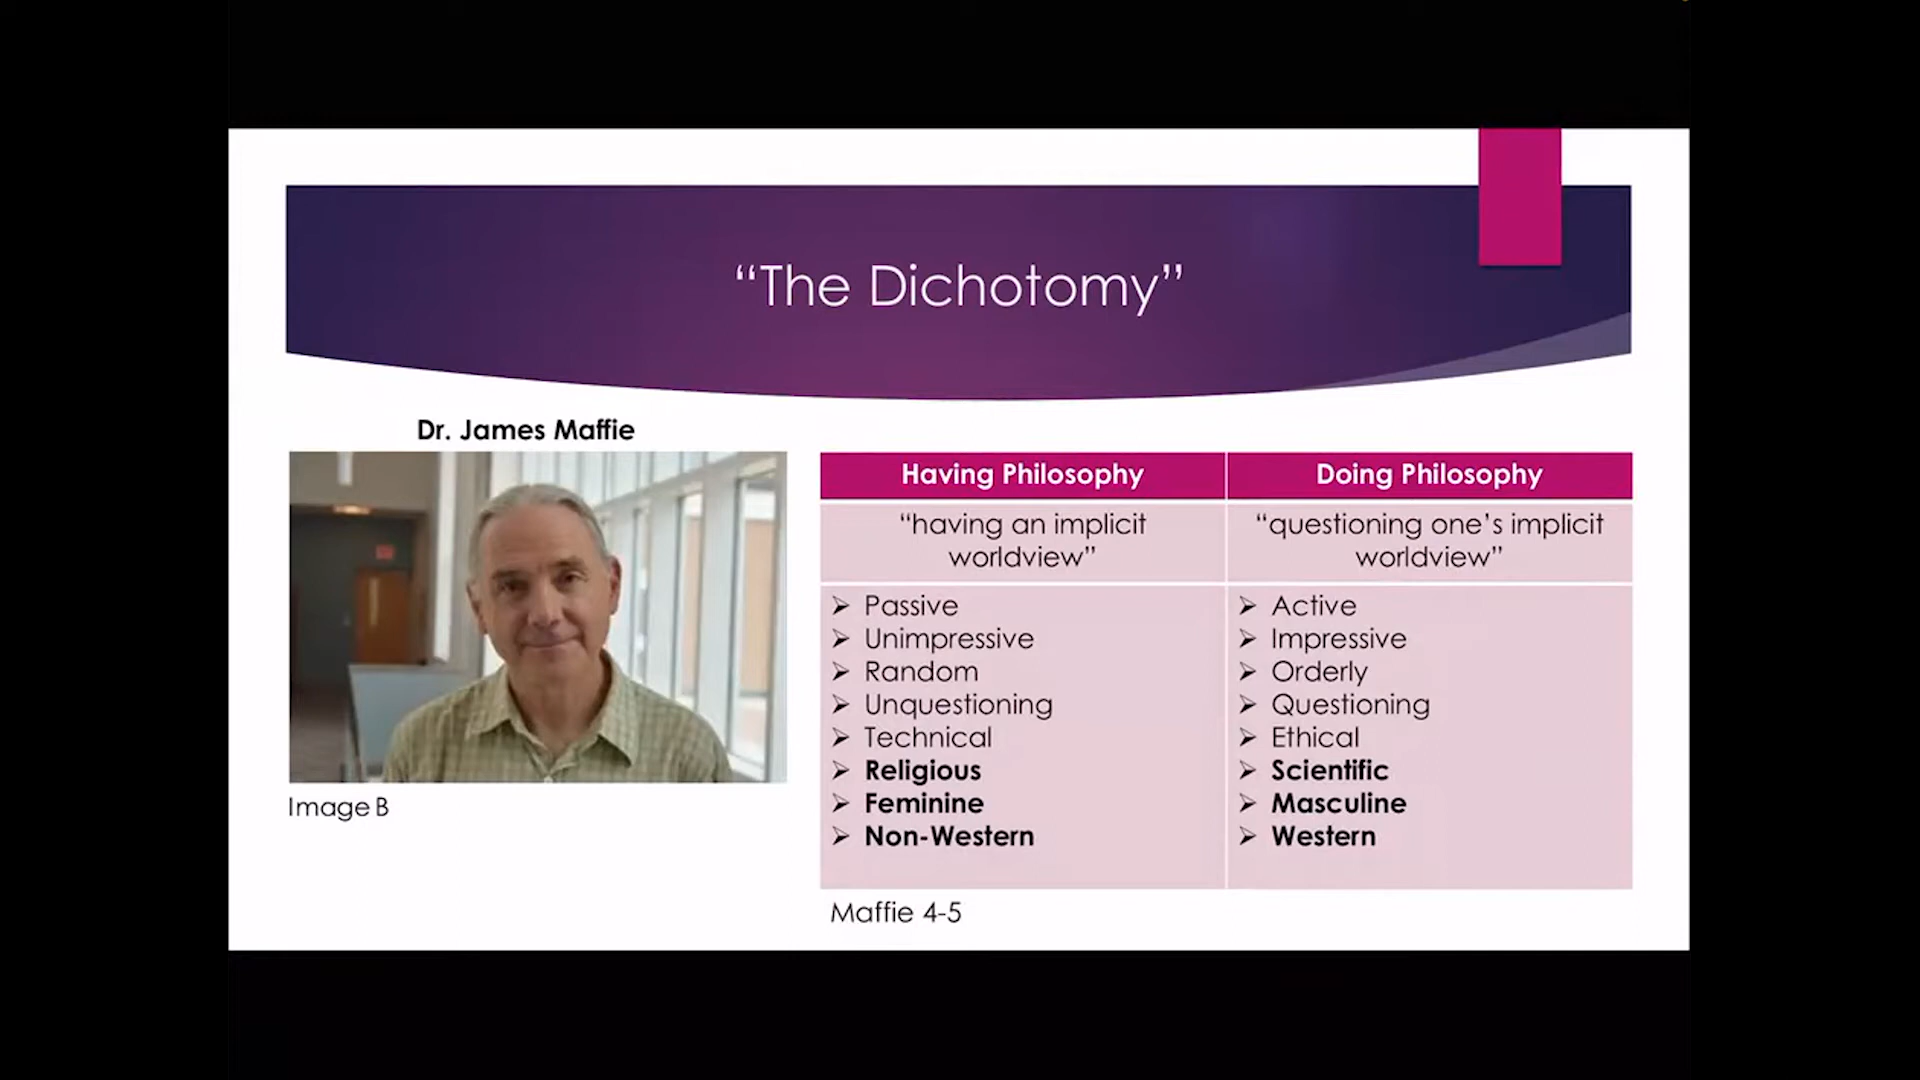 “The Dichotomy”
Dr. James Maffie
Image B
Having Philosophy
Doing Philosophy
“having an implicit
worldview”
“questioning one’s implicit
worldview”
Passive
Unimpressive
Random
Unquestioning
Technical
Religious
Feminine
Non-Western
Active
Impressive
Orderly
Questioning
Ethical
Scientific
Masculine
Western
Maffie 4-5